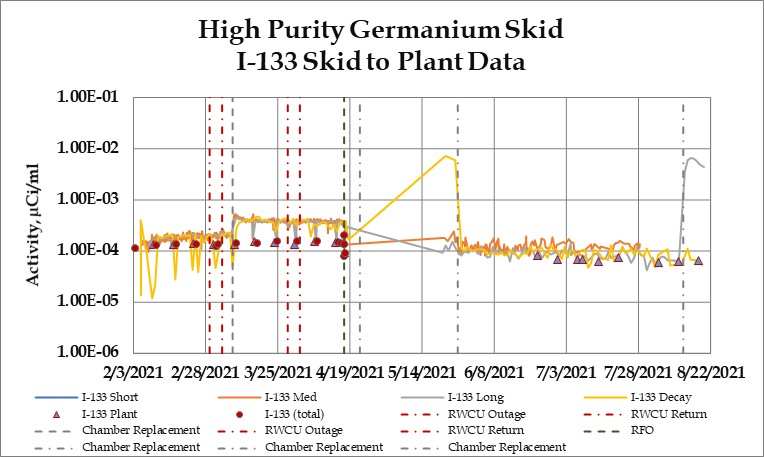 High Purity Germanium Skid
I-133 Skid to Plant Data
Activity, µCi/ml
1.00E-01
1.00E-02
1.00E-03
1.00E-04
1.00E-05
1.00E-06
2/3/2021 2/28/2021 3/25/2021 4/19/2021 5/14/2021 6/8/2021 7/3/2021 7/28/2021 8/22/2021
I-133 Short I-133 Med I-133 Long I-133 Decay
I-133 Plant I-133 (total) RWCU Outage RWCU Return
Chamber Replacement RWCU Outage RWCU Return RFO
Chamber Replacement Chamber Replacement Chamber Replacement